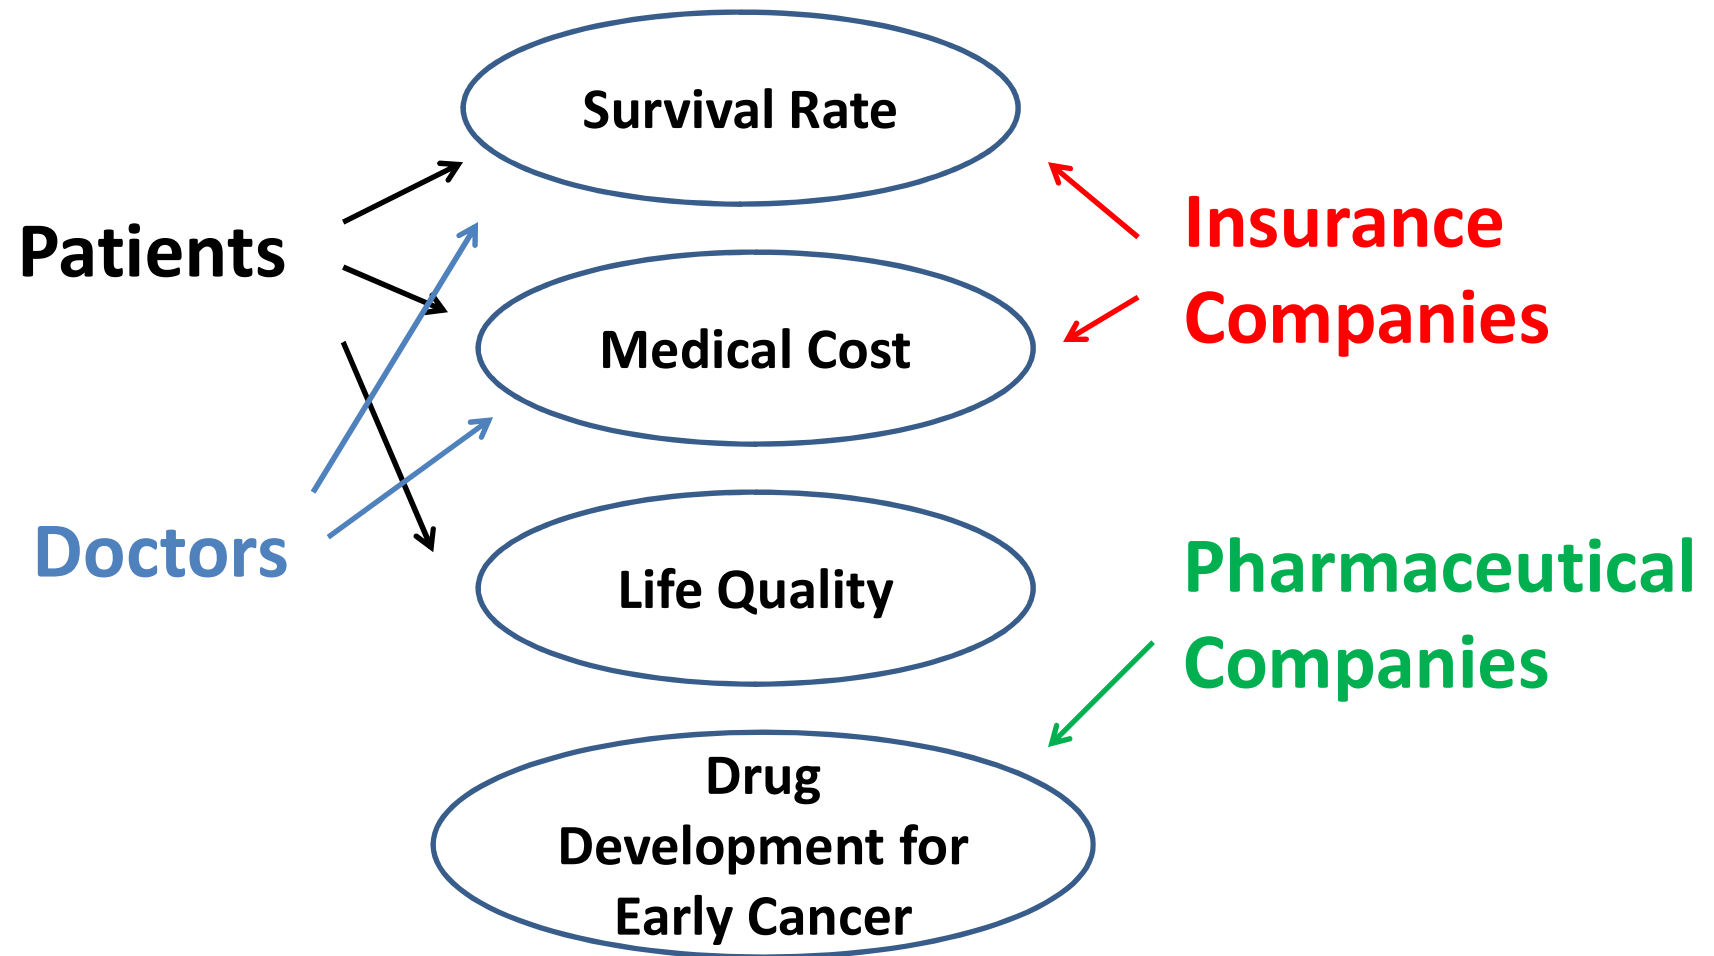 Survival Rate
Patients
Insurance
Companies
Medical Cost
Doctors
Life Quality
Pharmaceutical
Companies
Drug
Development for
Early Cancer